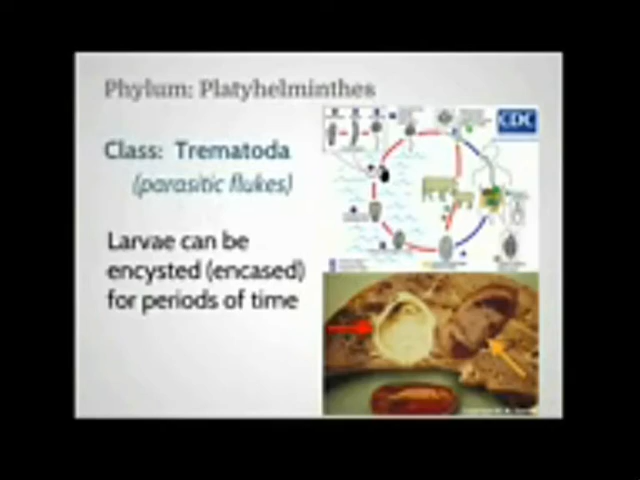 Phylum: Platyhelminthes
CDC
Class: Trematoda
(parasitic flukes)
Larvae can be
encysted (encased)
for periods of time